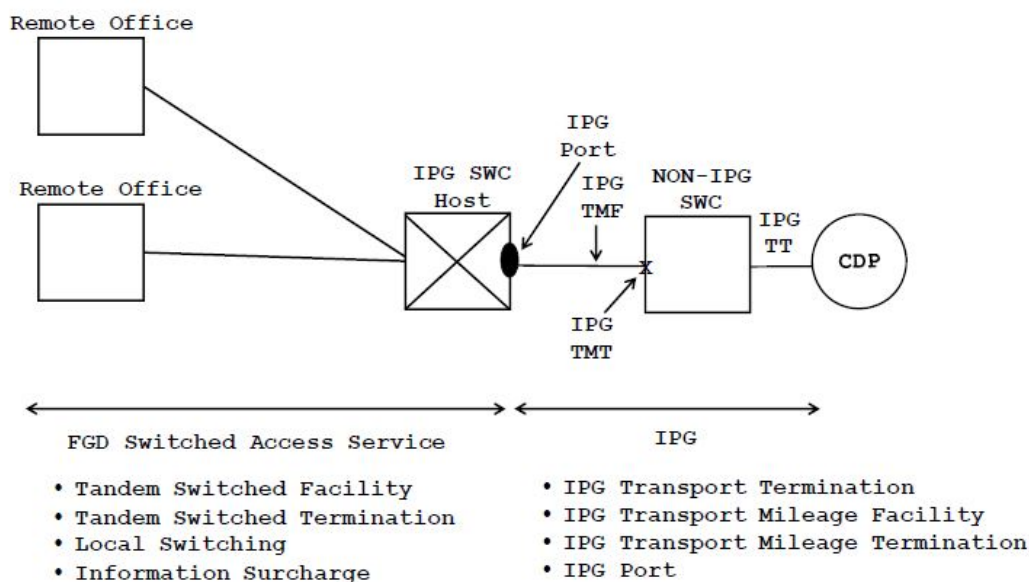 Remote Office
Remote Office
IPG SWC
Host
IPG
Port
IPG
TMF
NON-IPG
SWC
IPG
TT
CDP
X
IPG
TMT
FGD Switched Access Service
• Tandem Switched Facility
• Tandem Switched Termination
• Local Switching
• Information Surcharge
IPG
• IPG Transport Termination
• IPG Transport Mileage Facility
• IPG Transport Mileage Termination
• IPG Port